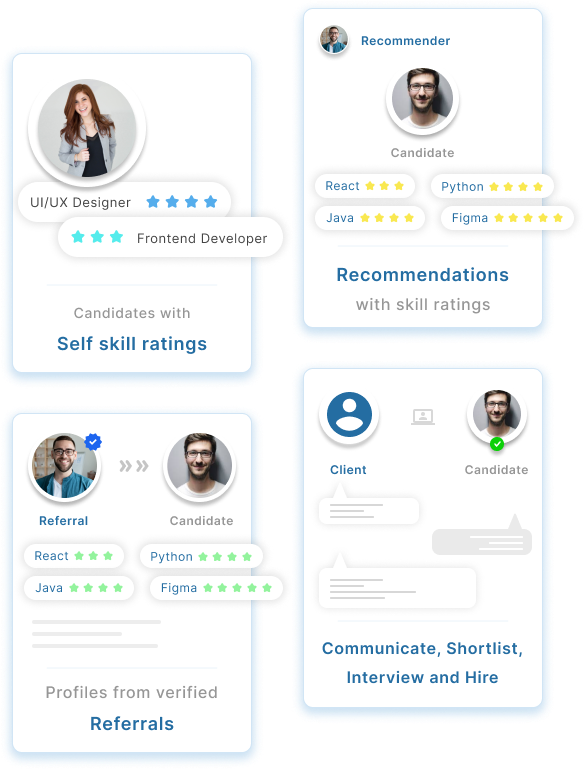 UI/UX Designer
Frontend Developer
Candidates with
Self skill ratings
Recommender
Candidate
React
Python
Java
Figma
Recommendations
with skill ratings
Referral
Candidate
React
Python
Java
Figma
Profiles from verified
Referrals
Client
Candidate
Communicate, Shortlist,
Interview and Hire